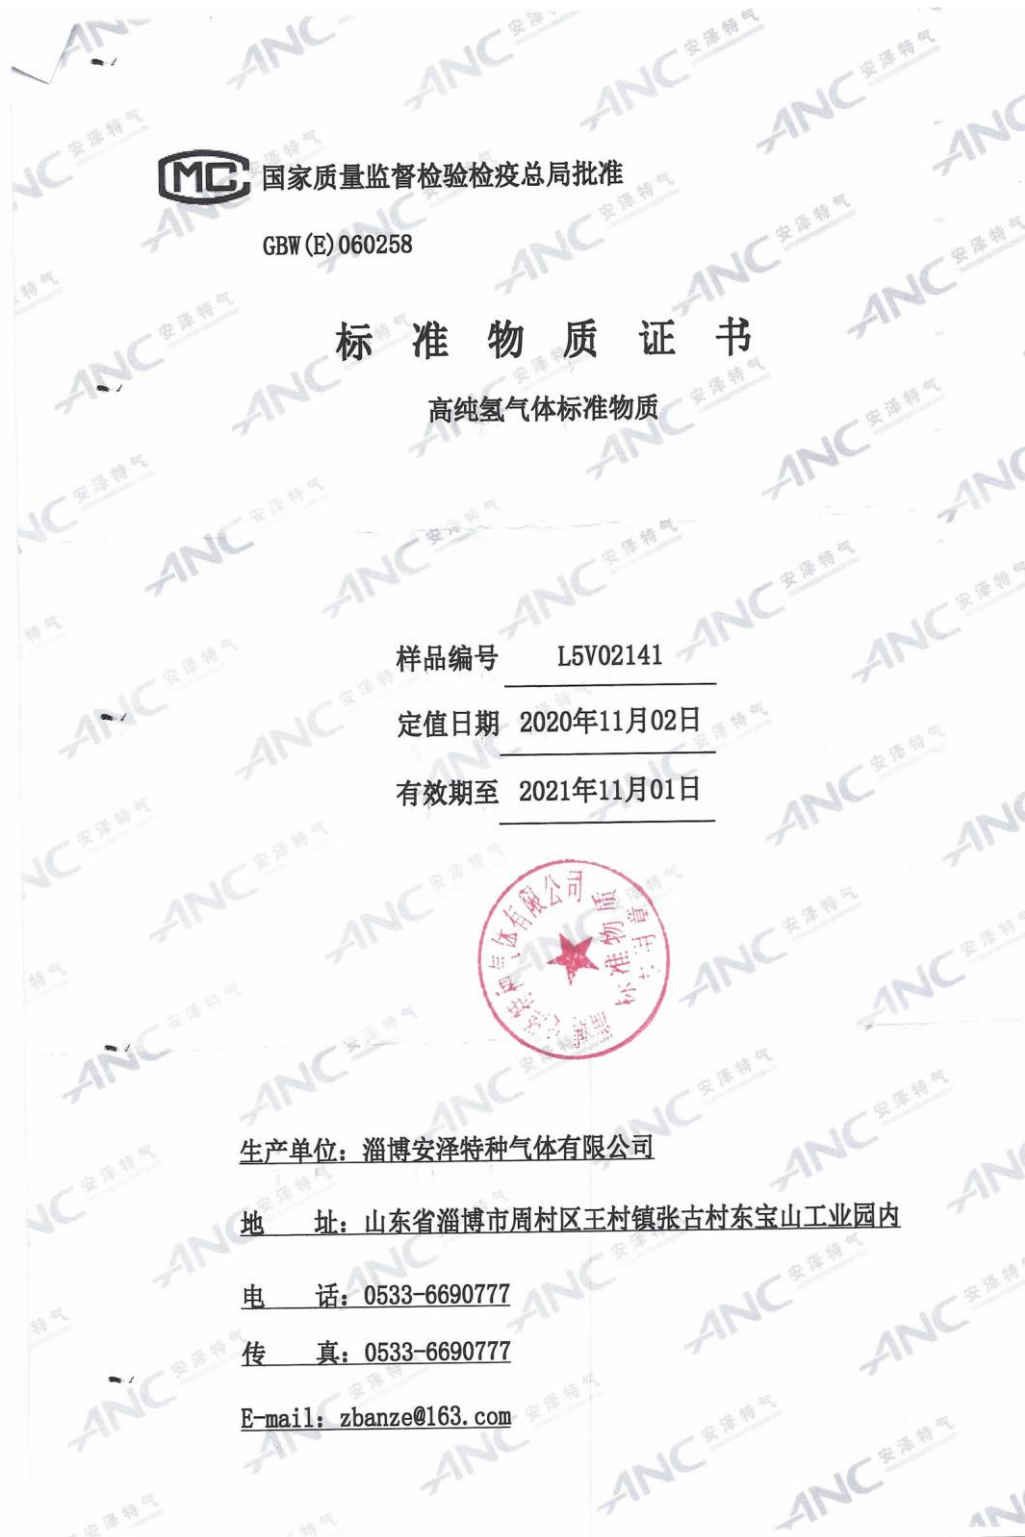 MC 国家质量监督检验检疫总局批准
GBW(E)060258
标 准 物 质 证 书
高纯氢气体标准物质
样品编号 L5V02141
定值日期 2020年11月02日
有效期至 2021年11月01日
生产单位：淄博安泽特种气体有限公司
地 址：山东省淄博市周村区王村镇张古村东宝山工业园内
电 话：0533-6690777
传 真：0533-6690777
E-mail：zbanze@163.com
ANC 安泽特气